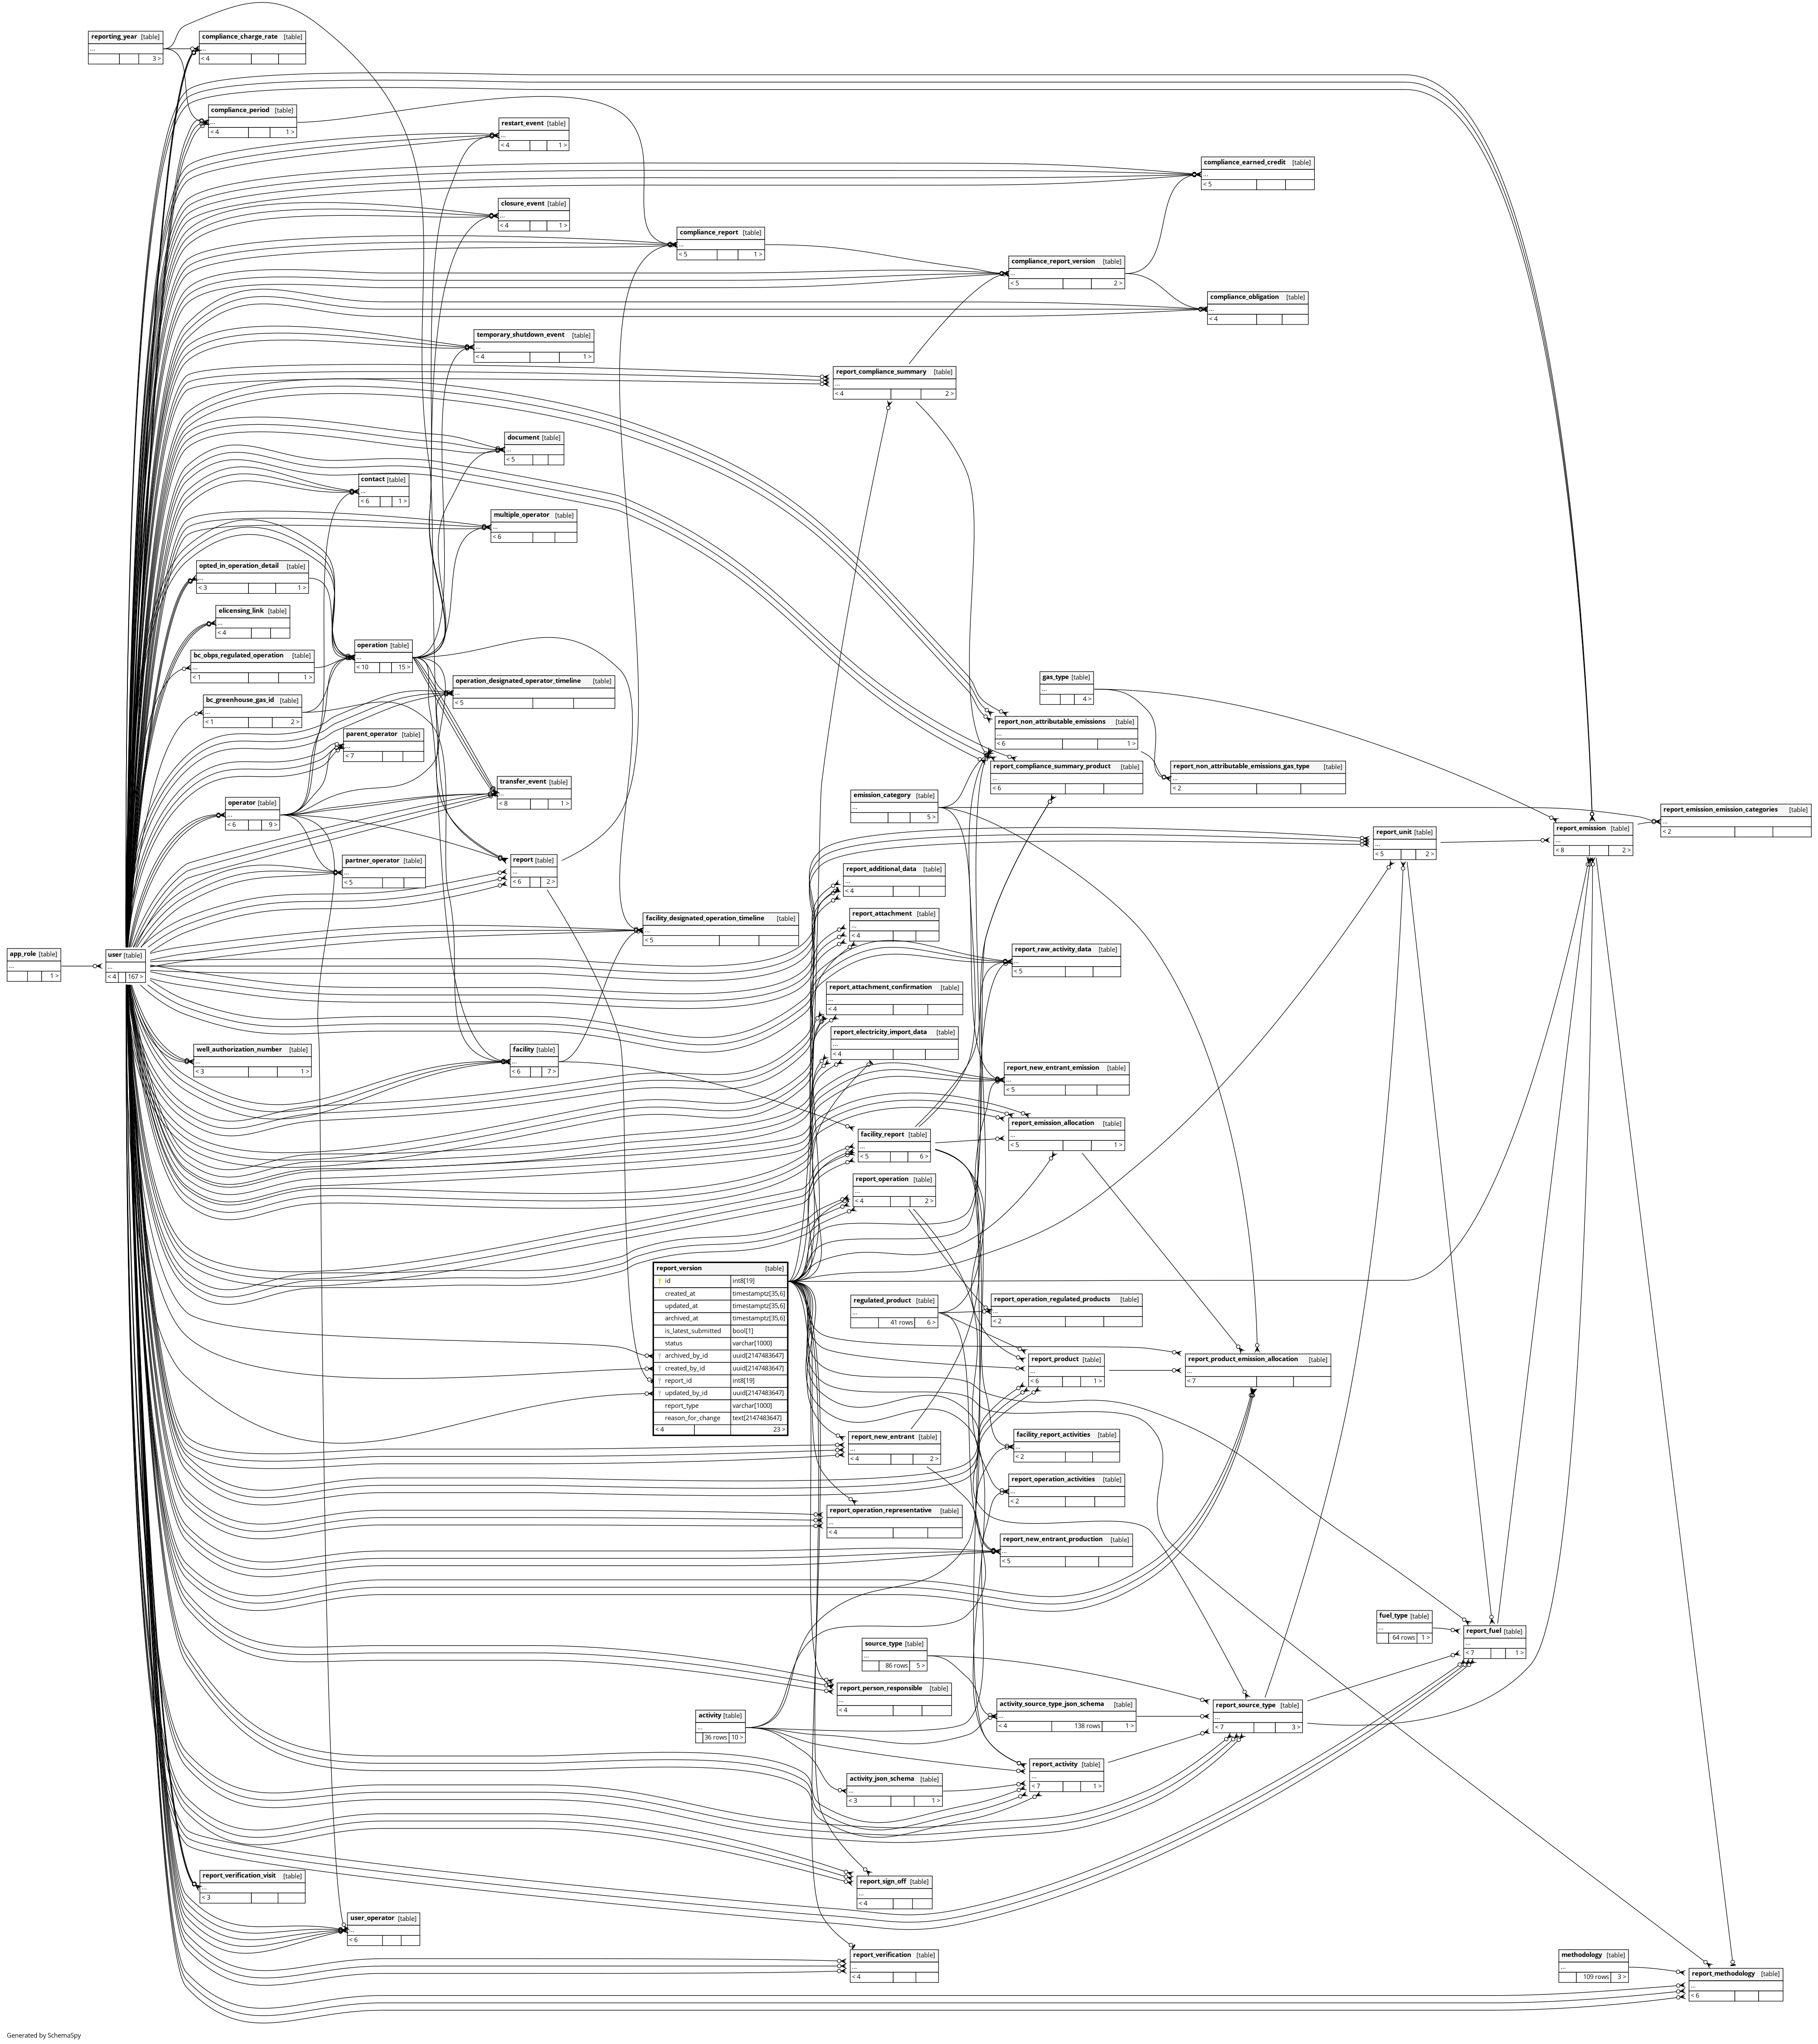 reporting_year [table]
...
3 >
compliance_charge_rate [table]
...
< 4
compliance_period [table]
...
< 4 1 >
restart_event [table]
...
< 4 1 >
compliance_earned_credit [table]
...
< 5
closure_event [table]
...
< 4 1 >
compliance_report [table]
...
< 5 1 >
compliance_report_version [table]
...
< 5 2 >
compliance_obligation [table]
...
< 4
temporary_shutdown_event [table]
...
< 4 1 >
report_compliance_summary [table]
...
< 4 2 >
document [table]
...
< 5
contact [table]
...
< 6 1 >
multiple_operator [table]
...
< 6
opted_in_operation_detail [table]
...
< 3 1 >
elicensing_link [table]
...
< 4
operation [table]
...
< 10 15 >
bc_obps_regulated_operation [table]
...
< 1 1 >
operation_designated_operator_timeline [table]
...
< 5
bc_greenhouse_gas_id [table]
...
< 1 2 >
gas_type [table]
...
4 >
report_non_attributable_emissions [table]
...
< 6 1 >
parent_operator [table]
...
< 7
report_compliance_summary_product [table]
...
< 6
report_non_attributable_emissions_gas_type [table]
...
< 2
transfer_event [table]
...
< 8 1 >
operator [table]
...
< 6 9 >
emission_category [table]
...
5 >
report_emission_emission_categories [table]
...
< 2
report_unit [table]
...
< 5 2 >
report_emission [table]
...
< 8 2 >
partner_operator [table]
...
< 5
report [table]
...
< 6 2 >
report_additional_data [table]
...
< 4
facility_designated_operation_timeline [table]
...
< 5
report_attachment [table]
...
< 4
app_role [table]
...
1 >
user [table]
...
< 4 167 >
report_raw_activity_data [table]
...
< 5
report_attachment_confirmation [table]
...
< 4
report_electricity_import_data [table]
...
< 4
well_authorization_number [table]
...
< 3 1 >
facility [table]
...
< 6 7 >
report_new_entrant_emission [table]
...
< 5
report_emission_allocation [table]
...
< 5 1 >
facility_report [table]
...
< 5 6 >
report_operation [table]
...
< 4 2 >
report_version [table]
id int8[19]
created_at timestamptz[35,6]
updated_at timestamptz[35,6]
archived_at timestamptz[35,6]
is_latest_submitted bool[1]
status varchar[1000]
archived_by_id uuid[2147483647]
created_by_id uuid[2147483647]
report_id int8[19]
updated_by_id uuid[2147483647]
report_type varchar[1000]
reason_for_change text[2147483647]
< 4 23 >
regulated_product [table]
...
41 rows 6 >
report_operation_regulated_products [table]
...
< 2
report_product [table]
...
< 6 1 >
report_product_emission_allocation [table]
...
< 7
report_new_entrant [table]
...
< 4 2 >
facility_report_activities [table]
...
< 2
report_operation_activities [table]
...
< 2
report_operation_representative [table]
...
< 4
report_new_entrant_production [table]
...
< 5
fuel_type [table]
...
64 rows 1 >
report_fuel [table]
...
< 7 1 >
source_type [table]
...
86 rows 5 >
report_person_responsible [table]
...
< 4
activity_source_type_json_schema [table]
...
< 4 138 rows 1 >
report_source_type [table]
...
< 7 3 >
activity [table]
...
36 rows 10 >
report_activity [table]
...
< 7 1 >
activity_json_schema [table]
...
< 3 1 >
report_verification_visit [table]
...
< 3
report_sign_off [table]
...
< 4
user_operator [table]
...
< 6
report_verification [table]
...
< 4
methodology [table]
...
109 rows 3 >
report_methodology [table]
...
< 6
Generated by SchemaSpy